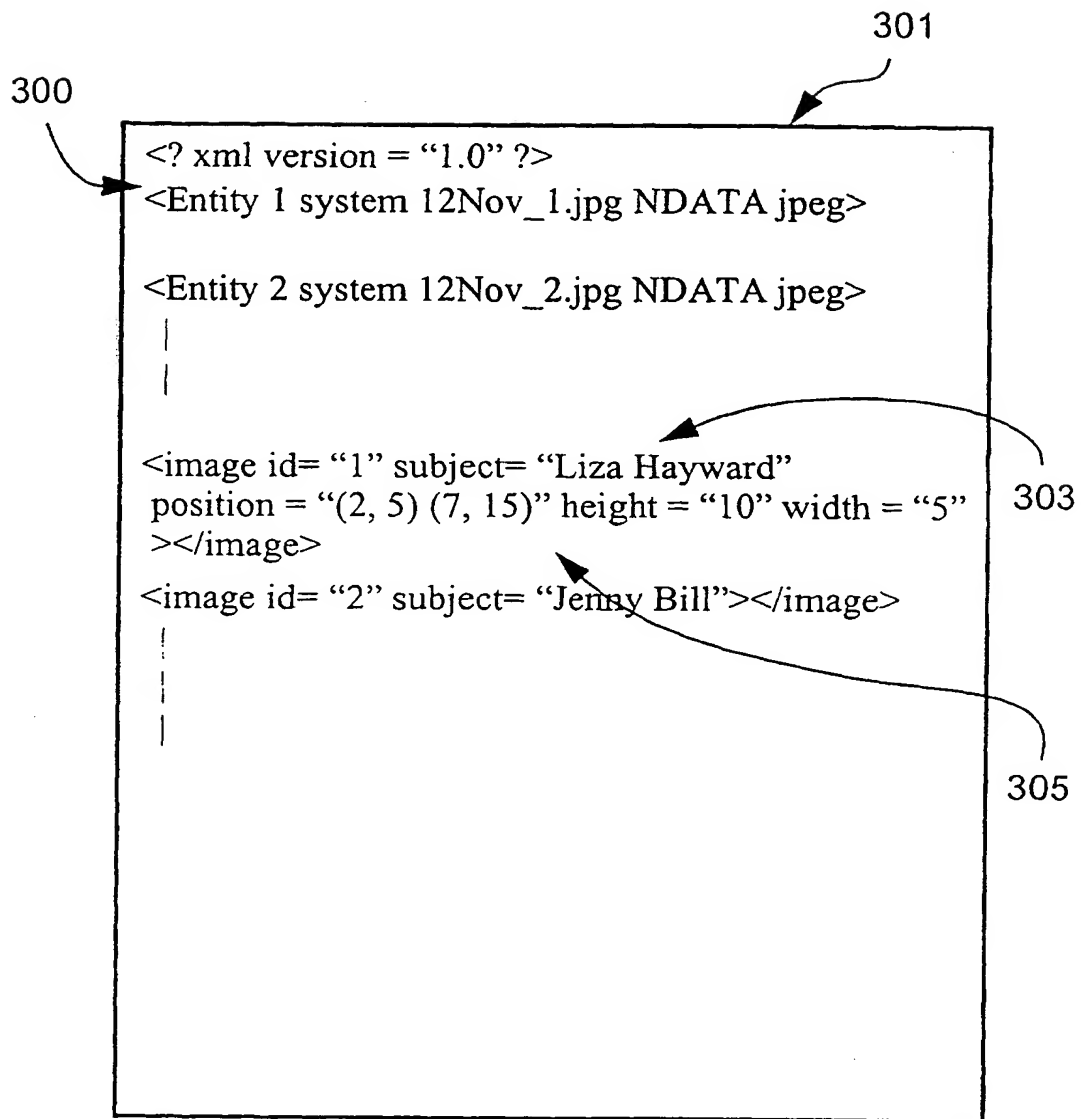 301
300
<? xml version = “1.0” ?>
<Entity 1 system 12Nov_1.jpg NDATA jpeg>
<Entity 2 system 12Nov_2.jpg NDATA jpeg>
<image id= “1” subject= “Liza Hayward”
position = “(2, 5) (7, 15)” height = “10” width = “5”
></image>
303
<image id= “2” subject= “Jenny Bill”></image>
305